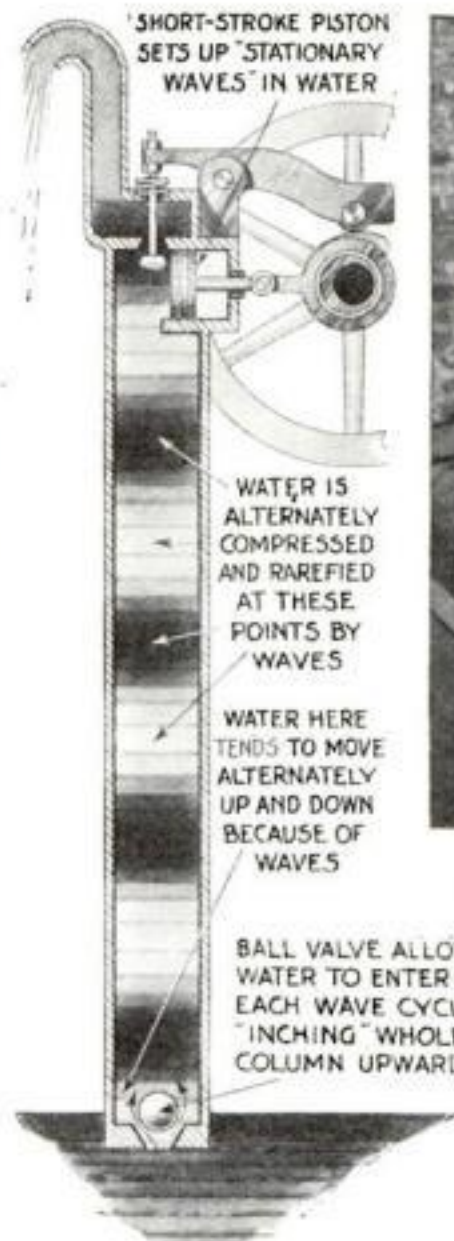 SHORT-STROKE PISTON
SETS UP "STATIONARY
WAVES" IN WATER
WATER IS
ALTERNATELY
COMPRESSED
AND RAREFIED
AT THESE
POINTS BY
WAVES
WATER HERE
TENDS TO MOVE
ALTERNATELY
UP AND DOWN
BECAUSE OF
WAVES
BALL VALVE ALLO
WATER TO ENTER
EACH WAVE CYCL
"INCHING" WHOL
COLUMN UPWARD